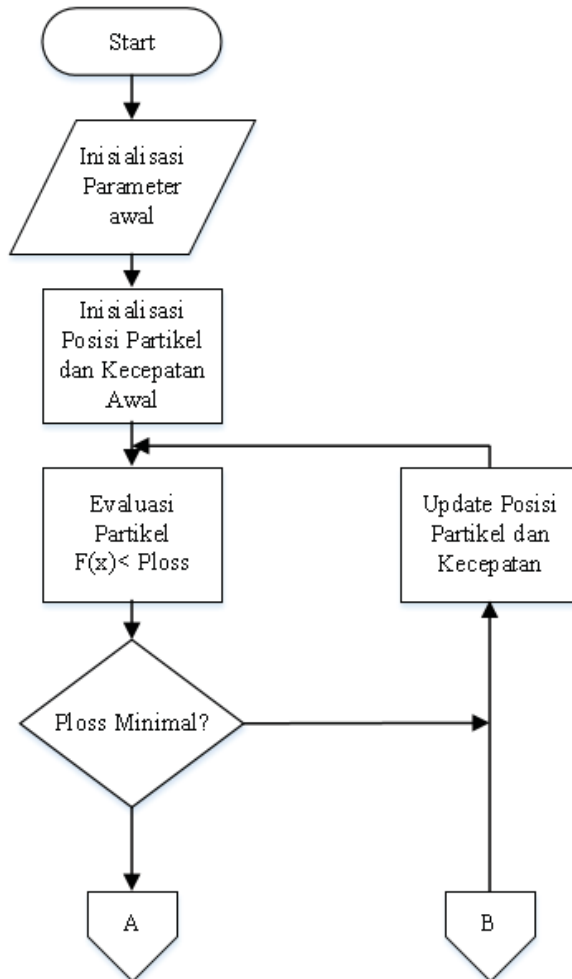 Start
Inisialisasi
Parameter
awal
Inisialisasi
Posisi Partikel
dan Kecepatan
Awal
Evaluasi
Partikel
F(x)< Ploss
Update Posisi
Partikel dan
Kecepatan
Ploss Minimal?
A
B